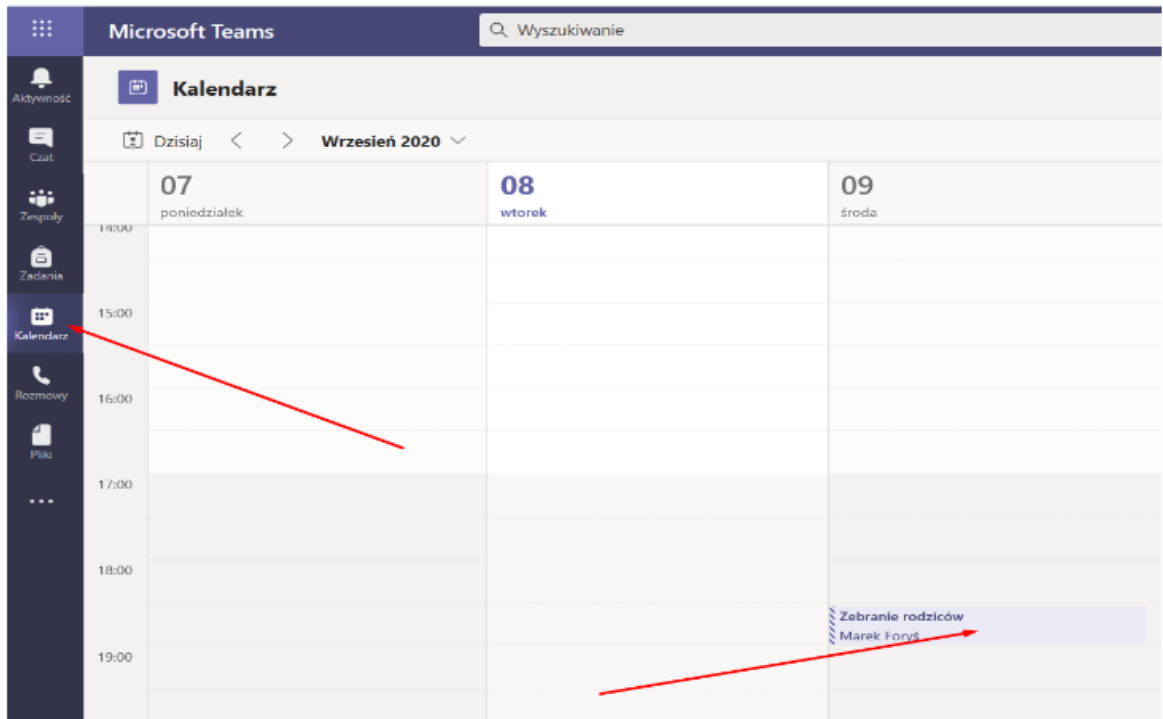 Microsoft Teams
Wyszukiwanie
Aktywność
Kalendarz
Czat
Dzisiaj
Wrzesień 2020
Zespoły
07
poniedziałek
08
wtorek
09
środa
14:00
Zadania
15:00
Kalendarz
Rozmowy
16:00
Pliki
17:00
18:00
Zebranie rodziców
Marek Foryś
19:00